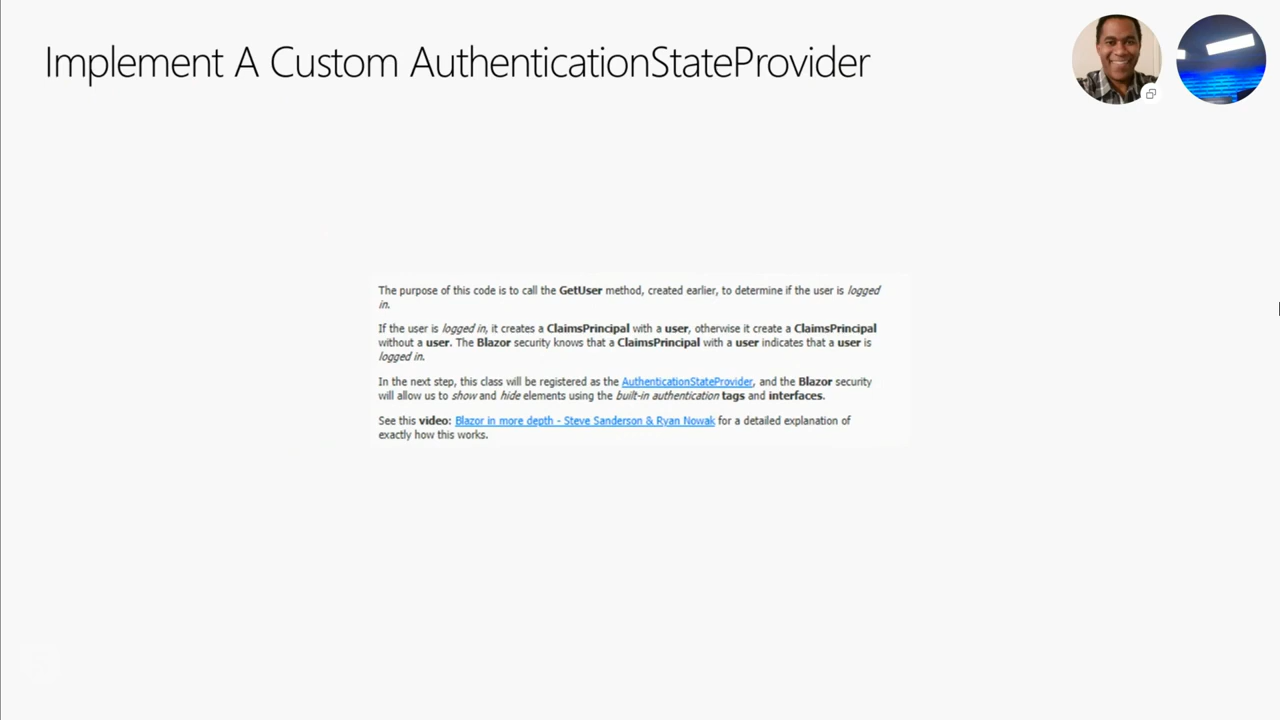 Implement A Custom AuthenticationStateProvider
The purpose of this code is to call the GetUser method, created earlier, to determine if the user is logged
in.
If the user is logged in, it creates a ClaimsPrincipal with a user, otherwise it create a ClaimsPrincipal
without a user. The Blazor security knows that a ClaimsPrincipal with a user indicates that a user is
logged in.
In the next step, this class will be registered as the AuthenticationStateProvider, and the Blazor security
will allow us to show and hide elements using the built-in authentication tags and interfaces.
See this video: Blazor in more depth - Steve Sanderson & Ryan Nowak for a detailed explanation of
exactly how this works.